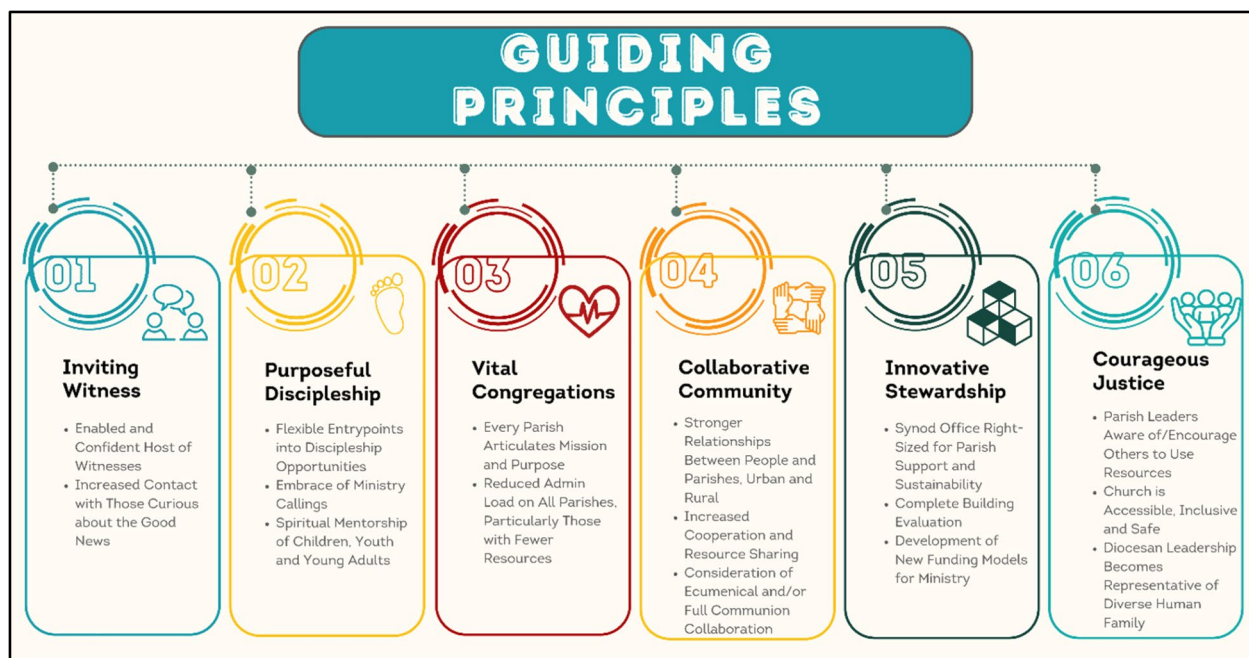 GUIDING
PRINCIPLES
01
Inviting
Witness
• Enabled and
Confident Host of
Witnesses
• Increased Contact
with Those Curious
about the Good
News
02
Purposeful
Discipleship
• Flexible Entrypoints
into Discipleship
Opportunities
• Embrace of Ministry
Callings
• Spiritual Mentorship
of Children, Youth
and Young Adults
03
Vital
Congregations
• Every Parish
Articulates Mission
and Purpose
• Reduced Admin
Load on All Parishes,
Particularly Those
with Fewer
Resources
04
Collaborative
Community
• Stronger
Relationships
Between People and
Parishes, Urban and
Rural
• Increased
Cooperation and
Resource Sharing
• Consideration of
Ecumenical and/or
Full Communion
Collaboration
05
Innovative
Stewardship
• Synod Office Right-
Sized for Parish
Support and
Sustainability
• Complete Building
Evaluation
• Development of
New Funding Models
for Ministry
06
Courageous
Justice
• Parish Leaders
Aware of/Encourage
Others to Use
Resources
• Church is
Accessible, Inclusive
and Safe
• Diocesan Leadership
Becomes
Representative of
Diverse Human
Family